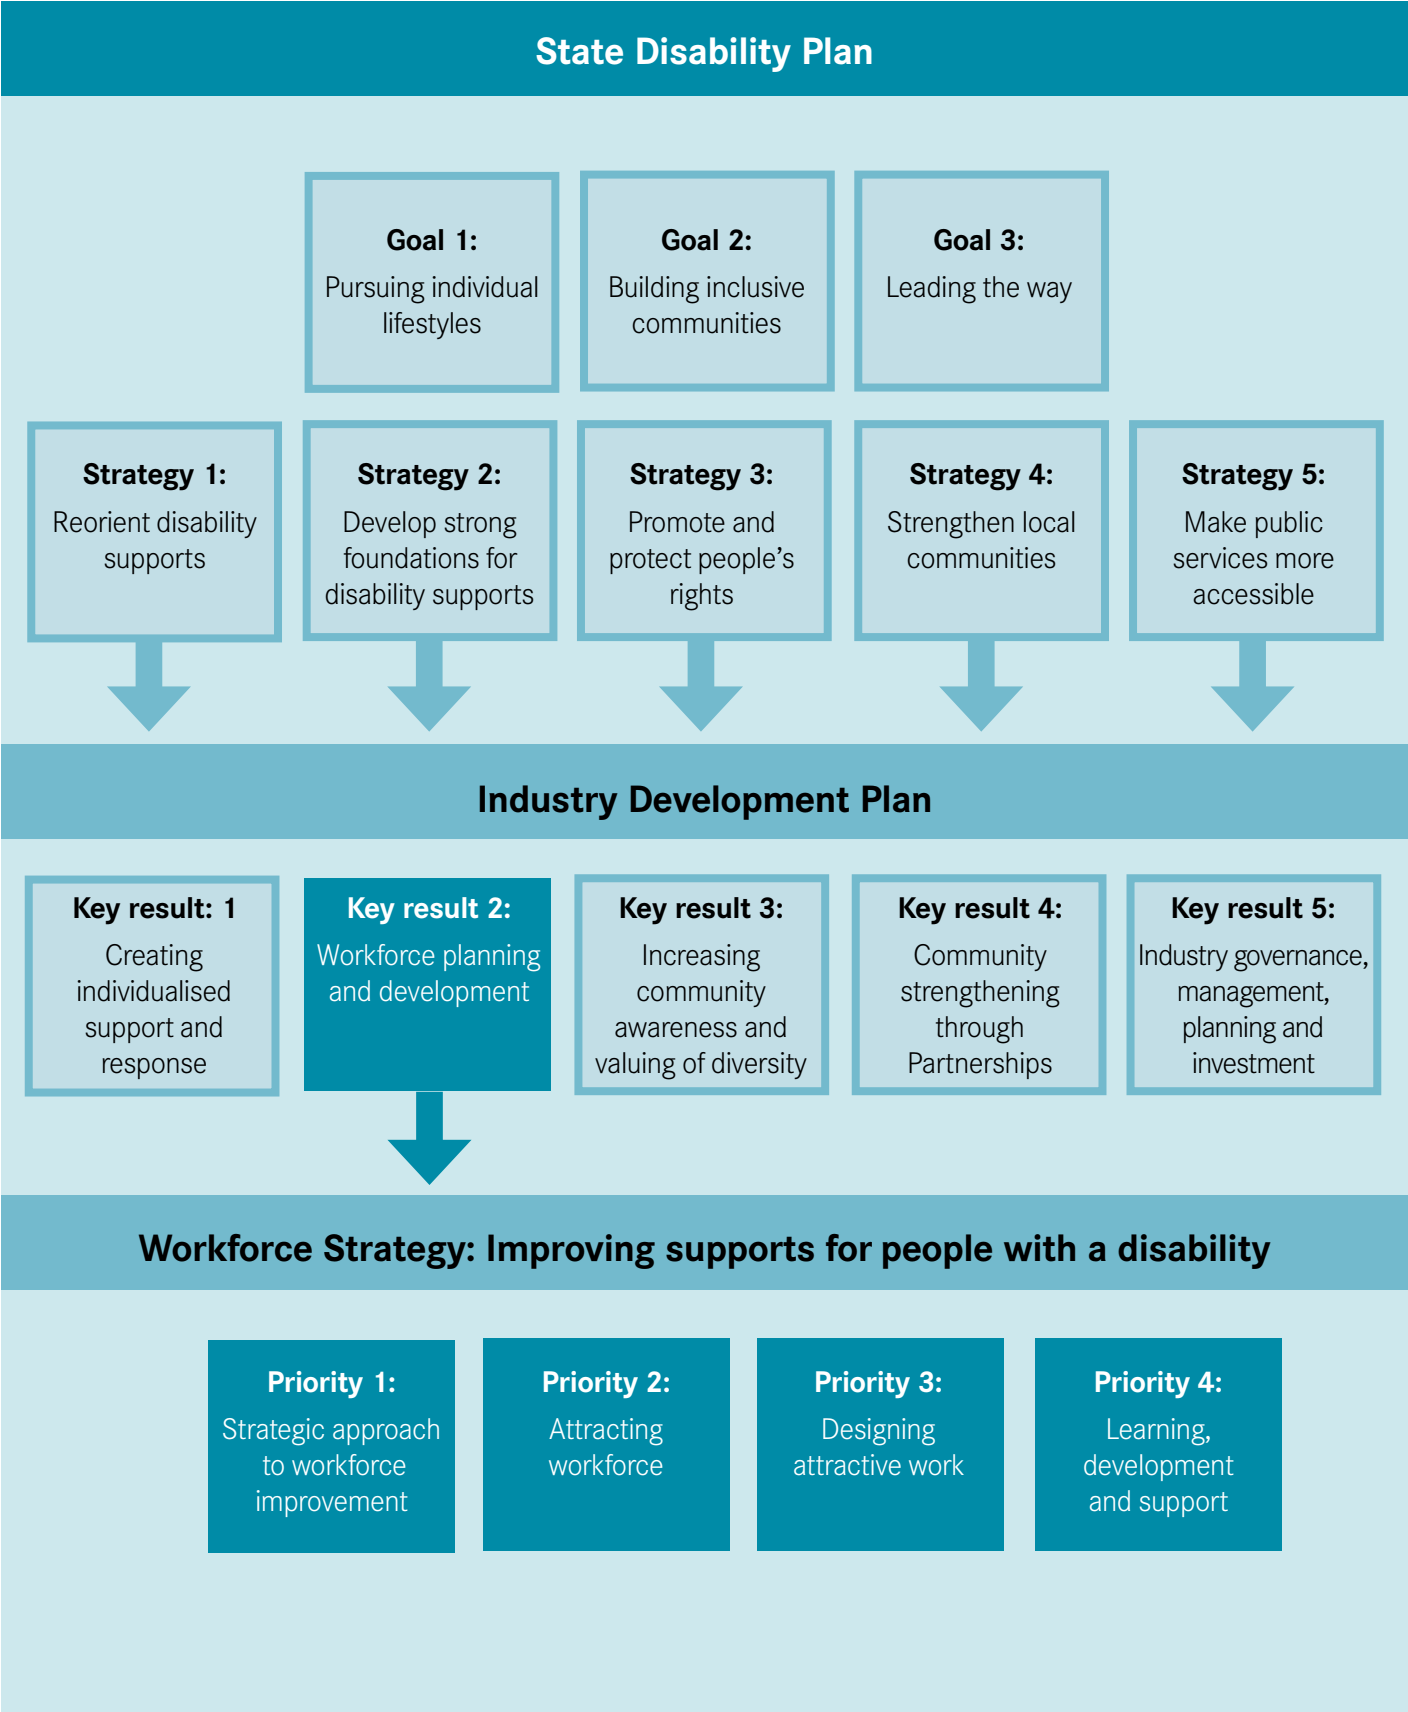 State Disability Plan
Goal 1:
Pursuing individual
lifestyles
Goal 2:
Building inclusive
communities
Goal 3:
Leading the way
Strategy 1:
Reorient disability
supports
Strategy 2:
Develop strong
foundations for
disability supports
Strategy 3:
Promote and
protect people’s
rights
Strategy 4:
Strengthen local
communities
Strategy 5:
Make public
services more
accessible
Industry Development Plan
Key result: 1
Creating
individualised
support and
response
Key result 2:
Workforce planning
and development
Key result 3:
Increasing
community
awareness and
valuing of diversity
Key result 4:
Community
strengthening
through
Partnerships
Key result 5:
Industry governance,
management,
planning and
investment
Workforce Strategy: Improving supports for people with a disability
Priority 1:
Strategic approach
to workforce
improvement
Priority 2:
Attracting
workforce
Priority 3:
Designing
attractive work
Priority 4:
Learning,
development
and support